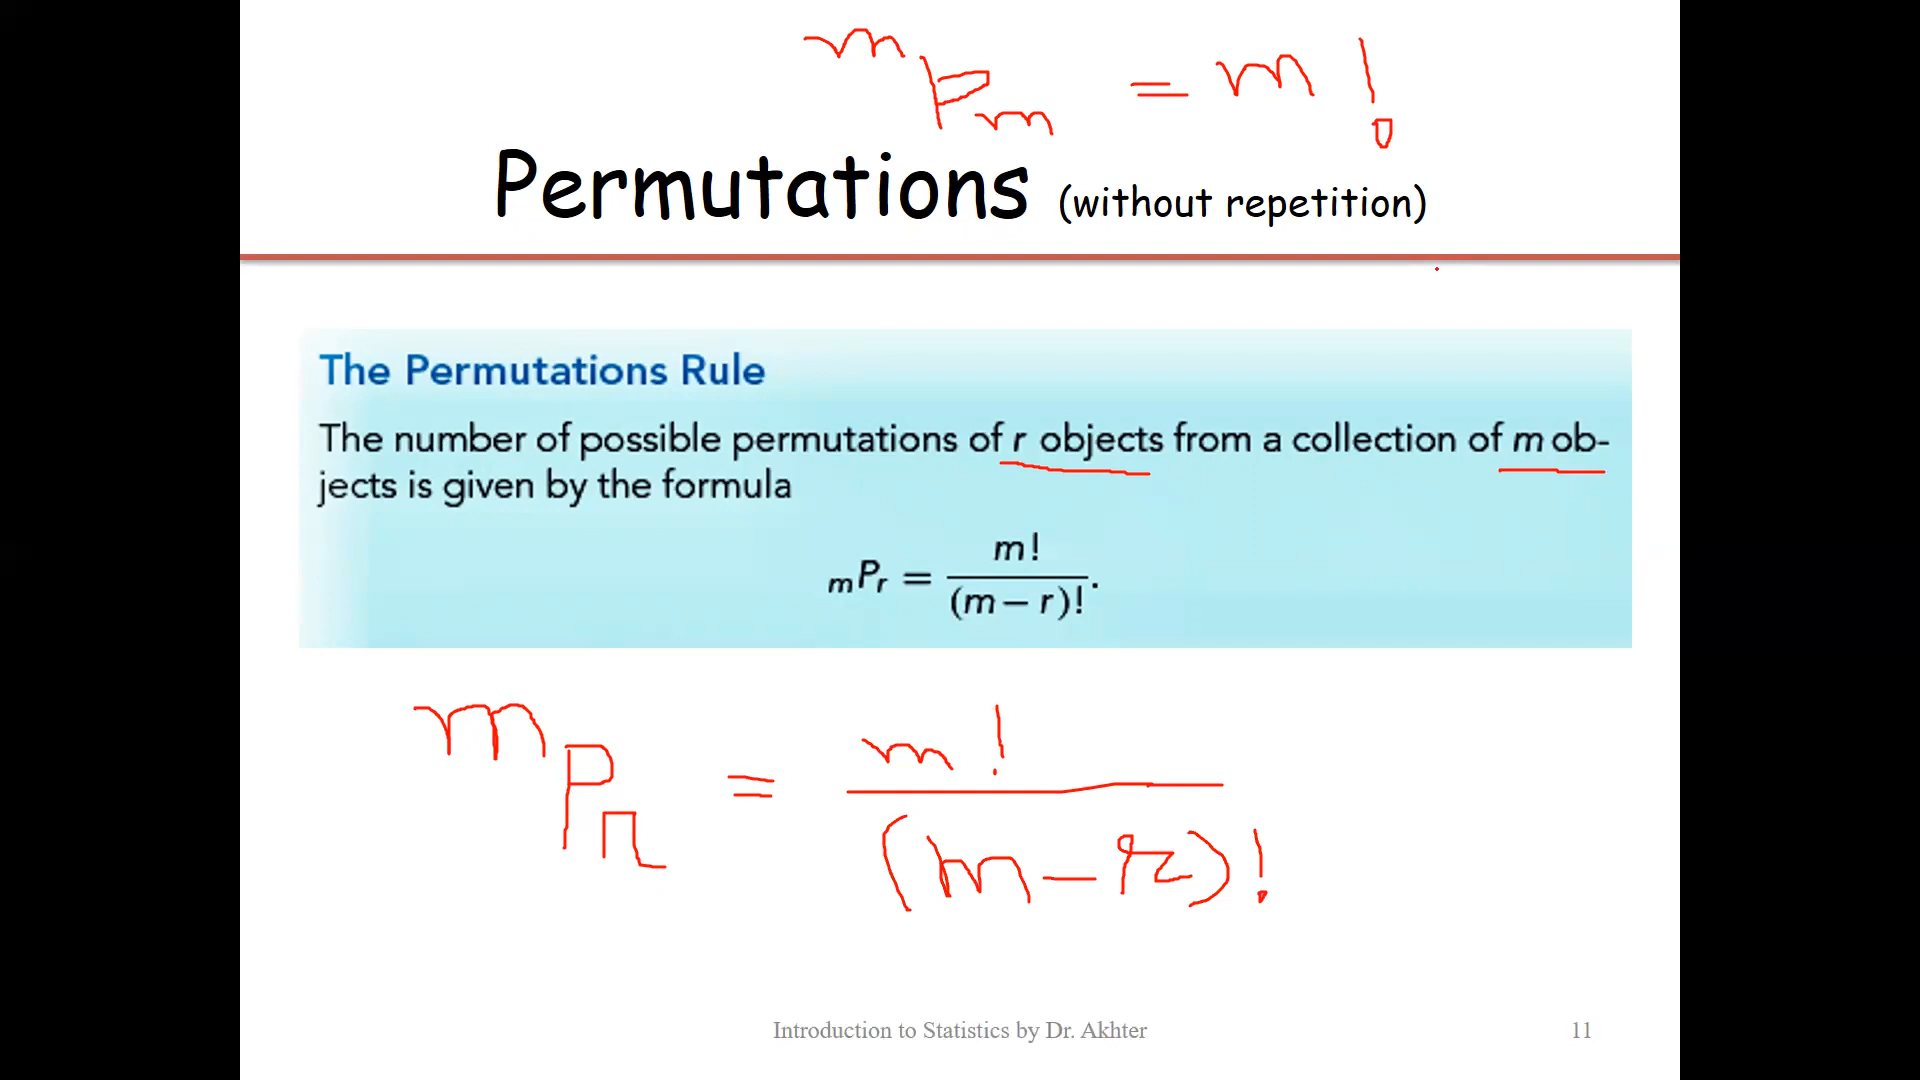 ᵐPₘ = m!
Permutations (without repetition)
The Permutations Rule
The number of possible permutations of r objects from a collection of m ob-
jects is given by the formula
ₘPᵣ = m! / (m − r)!.
ᵐPᵣ = m! / (m − r)!
Introduction to Statistics by Dr. Akhter
11